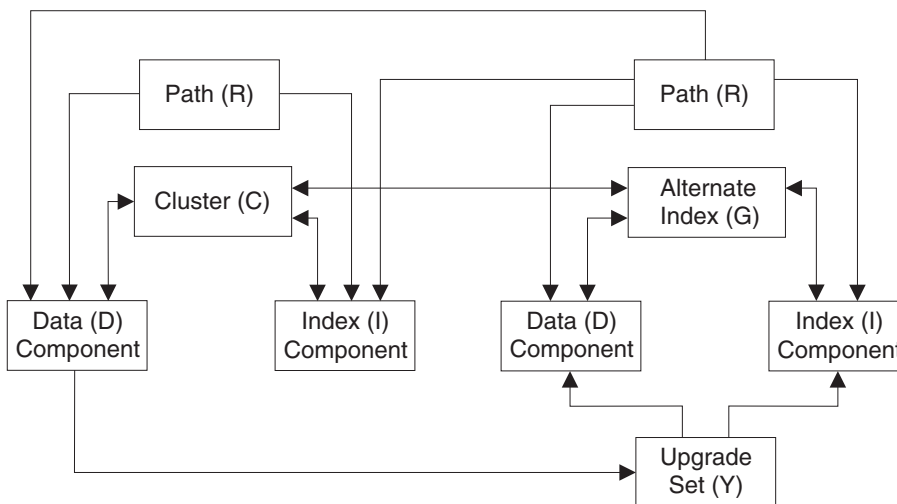 Path (R)
Path (R)
Cluster (C)
Alternate
Index (G)
Data (D)
Component
Index (I)
Component
Data (D)
Component
Index (I)
Component
Upgrade
Set (Y)